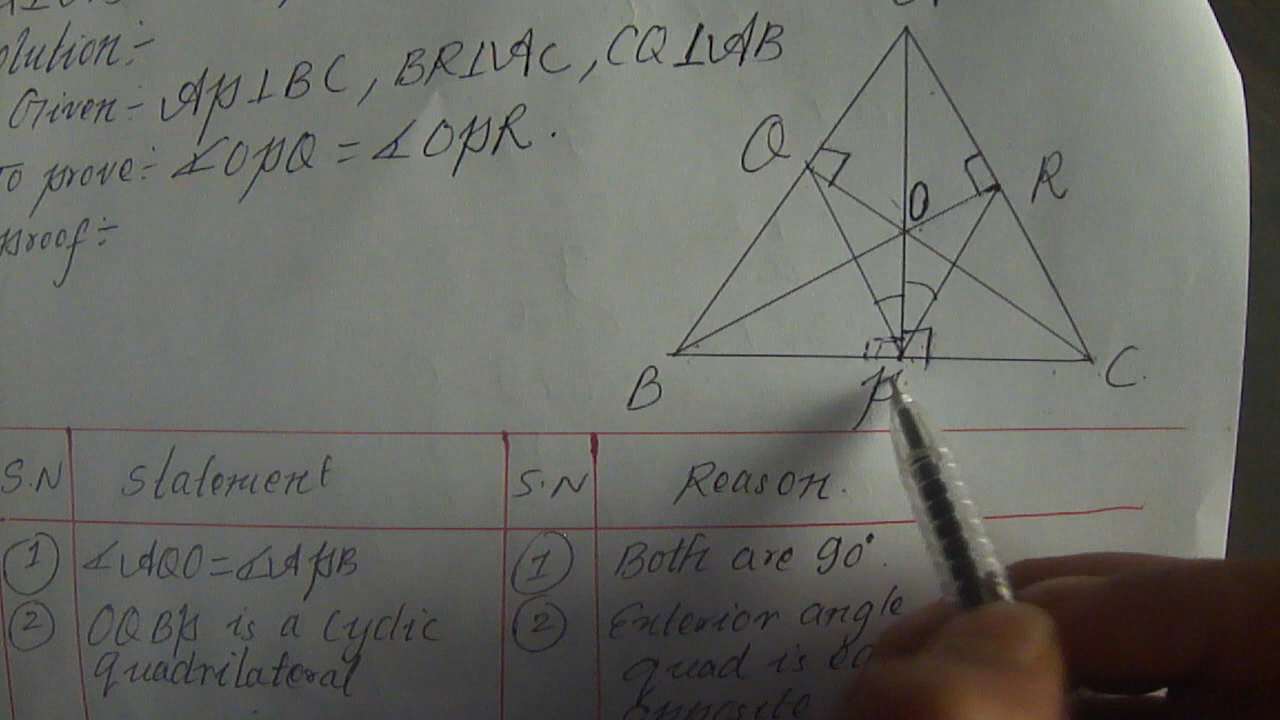 olution:-
Given:- AP⊥BC, BR⊥AC, CQ⊥AB
To prove:- ∡OPQ = ∡OPR.
proof:-
Q
R
O
B
P
C.
S.N Statement S.N Reason.
1 ∡AQO=∡APB 1 Both are 90°.
2 OQBP is a cyclic 2 Exterior angle
quadrilateral quad is
opposite